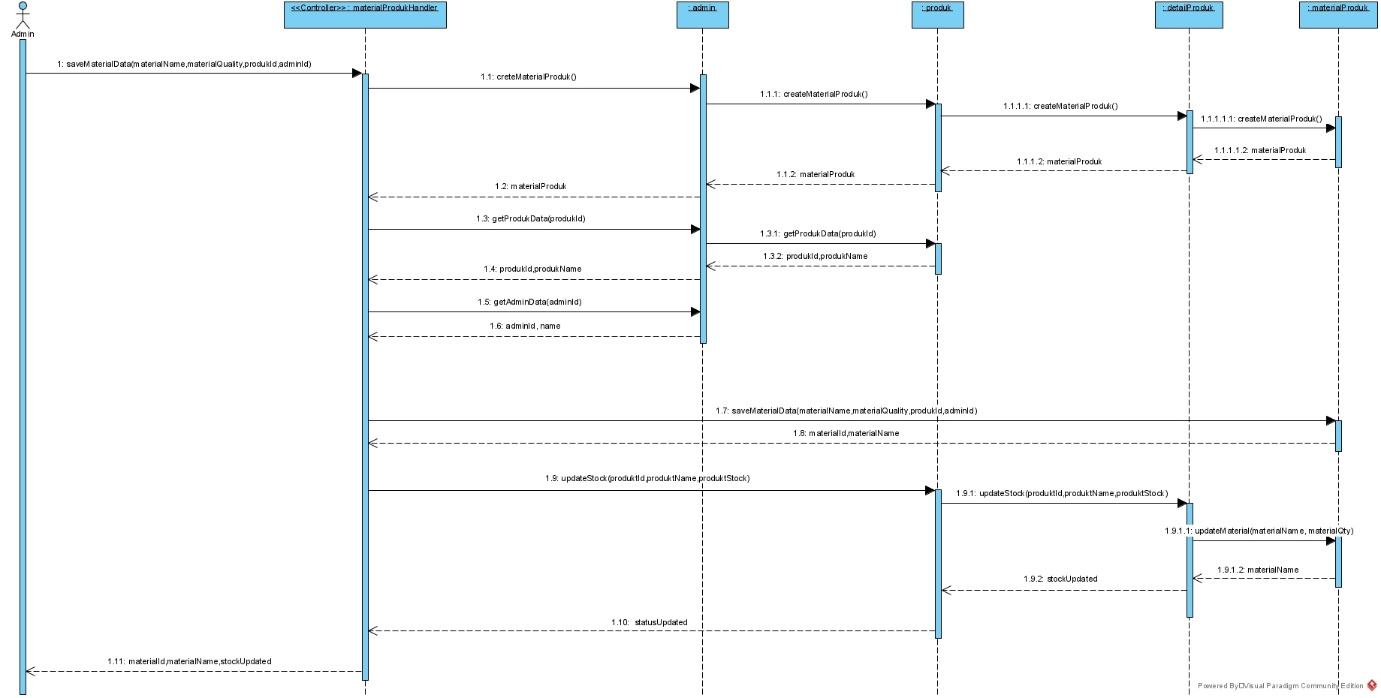 <<Controller>> : materialProdukHandler
: admin
: produk
: detailProduk
: materialProduk
Admin
1: saveMaterialData(materialName,materialQuality,produkId,adminId)
1.1: creteMaterialProduk()
1.1.1: createMaterialProduk()
1.1.1.1: createMaterialProduk()
1.1.1.1.1: createMaterialProduk()
1.1.1.1.2: materialProduk
1.1.1.2: materialProduk
1.1.2: materialProduk
1.2: materialProduk
1.3: getProdukData(produkId)
1.3.1: getProdukData(produkId)
1.3.2: produkId,produkName
1.4: produkId,produkName
1.5: getAdminData(adminId)
1.6: adminId, name
1.7: saveMaterialData(materialName,materialQuality,produkId,adminId)
1.8: materialId,materialName
1.9: updateStock(produktId,produktName,produktStock)
1.9.1: updateStock(produktId,produktName,produktStock)
1.9.1.1: updateMaterial(materialName, materialQty)
1.9.1.2: materialName
1.9.2: stockUpdated
1.10: statusUpdated
1.11: materialId,materialName,stockUpdated
Powered By□Visual Paradigm Community Edition